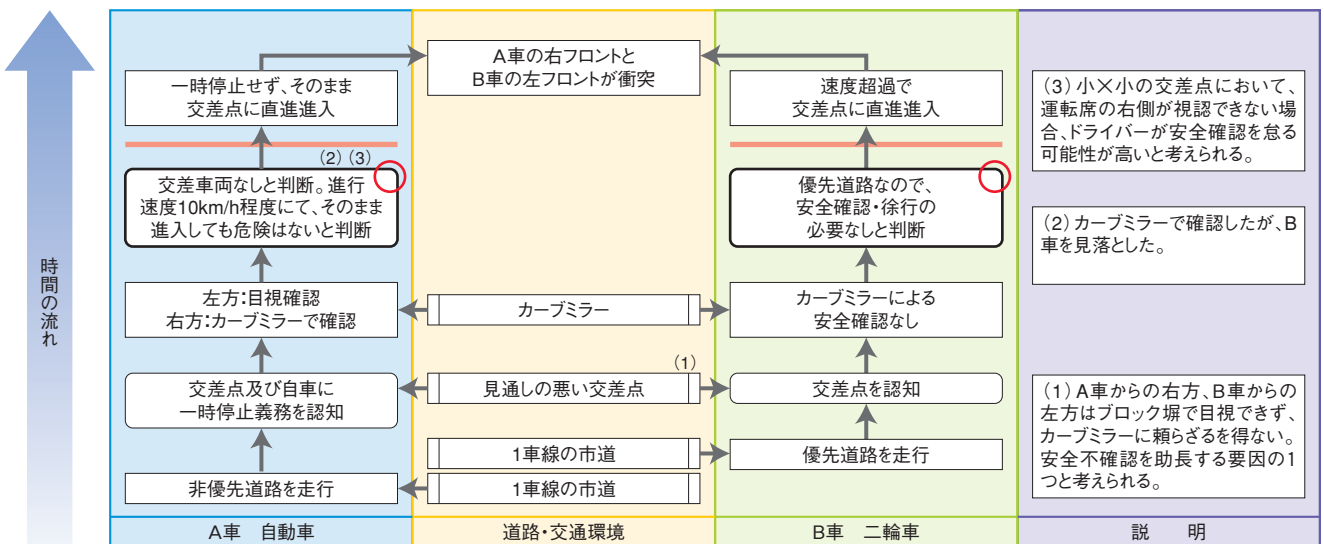 時間の流れ
A車の右フロントと
B車の左フロントが衝突
一時停止せず、そのまま
交差点に直進進入
速度超過で
交差点に直進進入
(3)小×小の交差点において、
運転席の右側が視認できない場
合、ドライバーが安全確認を怠る
可能性が高いと考えられる。
(2)(3)
交差車両なしと判断。進行
速度10km/h程度にて、そのまま
進入しても危険はないと判断
優先道路なので、
安全確認・徐行の
必要なしと判断
(2)カーブミラーで確認したが、B
車を見落とした。
左方：目視確認
右方：カーブミラーで確認
カーブミラー
カーブミラーによる
安全確認なし
(1)
交差点及び自車に
一時停止義務を認知
見通しの悪い交差点
交差点を認知
(1)A車からの右方、B車からの
左方はブロック塀で目視できず、
カーブミラーに頼らざるを得ない。
安全不確認を助長する要因の1
つと考えられる。
1車線の市道
優先道路を走行
非優先道路を走行
1車線の市道
A車 自動車
道路・交通環境
B車 二輪車
説 明